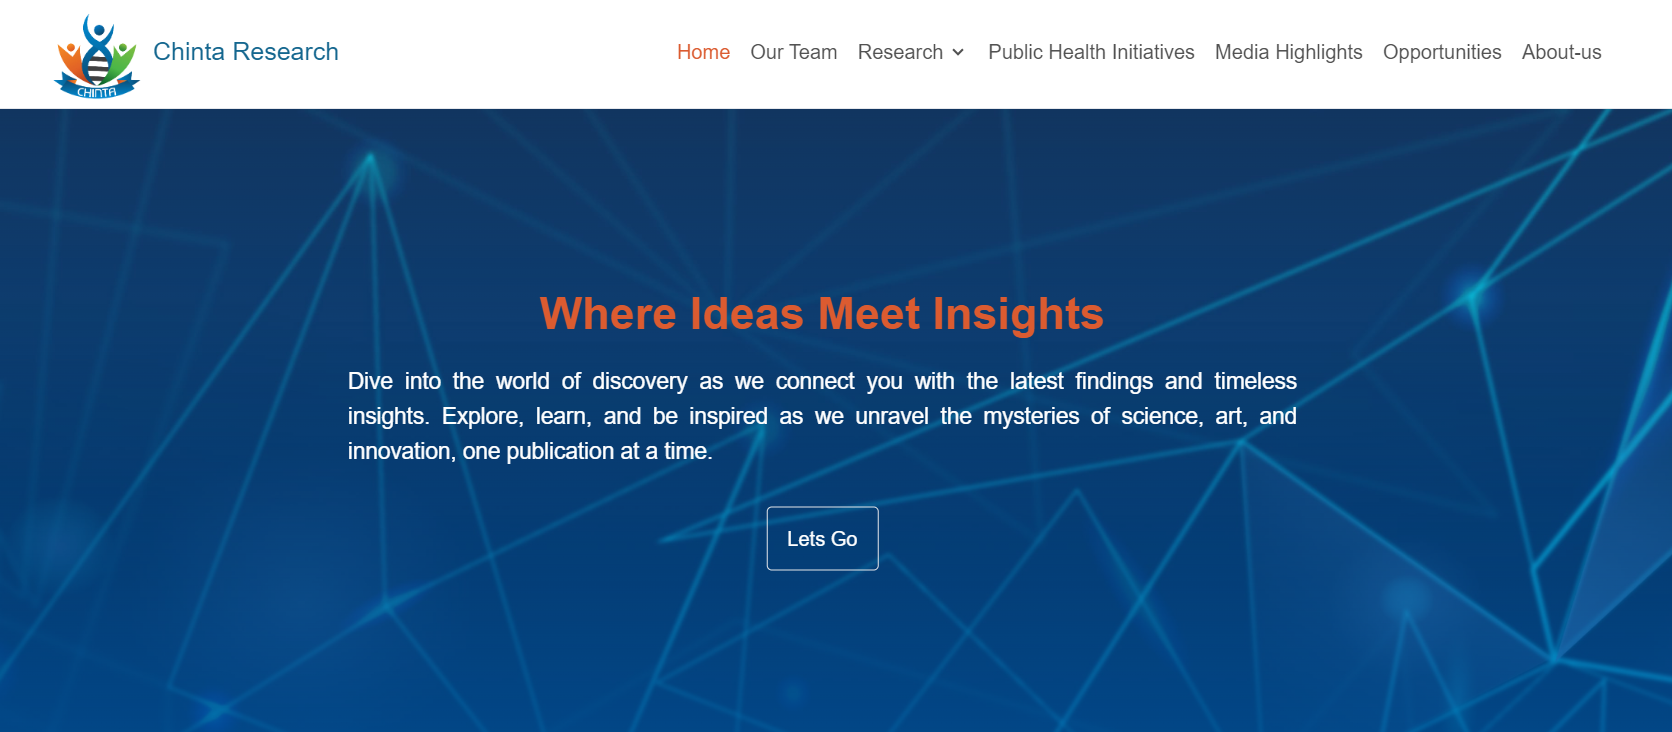 CHINTA
Chinta Research
Home Our Team Research Public Health Initiatives Media Highlights Opportunities About-us
Where Ideas Meet Insights
Dive into the world of discovery as we connect you with the latest findings and timeless
insights. Explore, learn, and be inspired as we unravel the mysteries of science, art, and
innovation, one publication at a time.
Lets Go